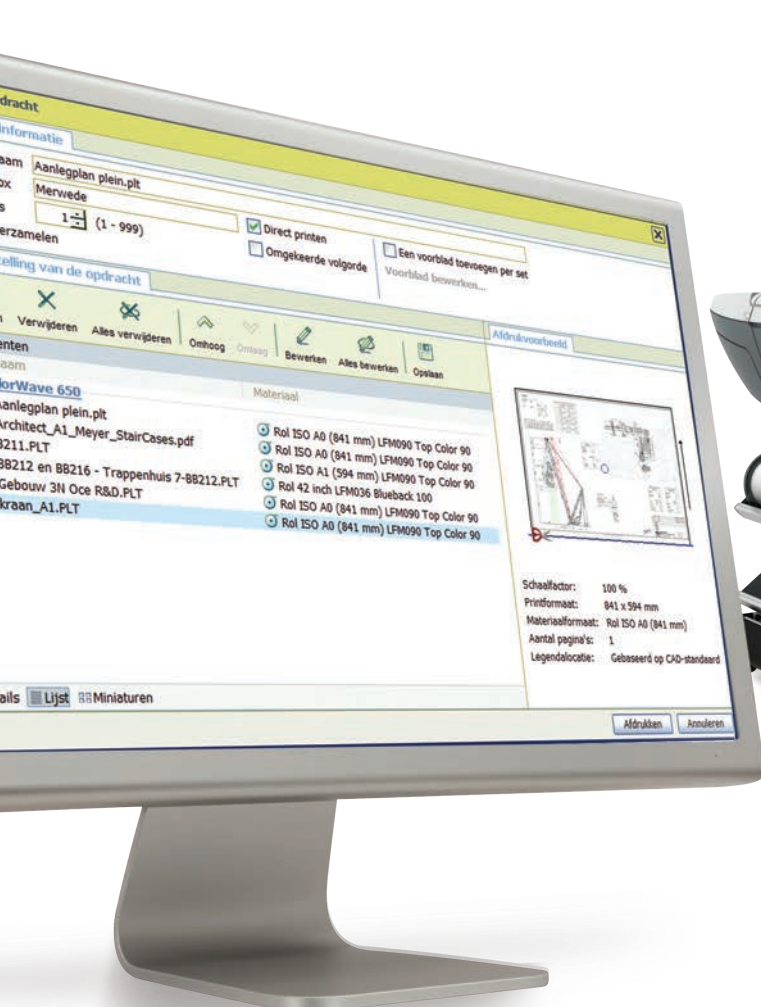 dracht
informatie
aam Aanlegplan plein.plt
ox Merwede
s 1 (1 - 999)
erzamelen
Direct printen
Omgekeerde volgorde
Een voorblad toevoegen per set
Voorblad bewerken...
telling van de opdracht
n Verwijderen Alles verwijderen Omhoog Omlaag Bewerken Alles bewerken Opslaan
enten
aam Materiaal
lorWave 650
Aanlegplan plein.plt Rol ISO A0 (841 mm) LFM090 Top Color 90
Architect_A1_Meyer_StairCases.pdf Rol ISO A0 (841 mm) LFM090 Top Color 90
B211.PLT Rol ISO A1 (594 mm) LFM090 Top Color 90
BB212 en BB216 - Trappenhuis 7-BB212.PLT Rol 42 inch LFM036 Blueback 100
Gebouw 3N Oce R&D.PLT Rol ISO A0 (841 mm) LFM090 Top Color 90
kraan_A1.PLT Rol ISO A0 (841 mm) LFM090 Top Color 90
Afdrukvoorbeeld
Schaalfactor: 100 %
Printformaat: 841 x 594 mm
Materiaalformaat: Rol ISO A0 (841 mm)
Aantal pagina's: 1
Legendalocatie: Gebaseerd op CAD-standaard
ails Lijst Miniaturen
Afdrukken Annuleren